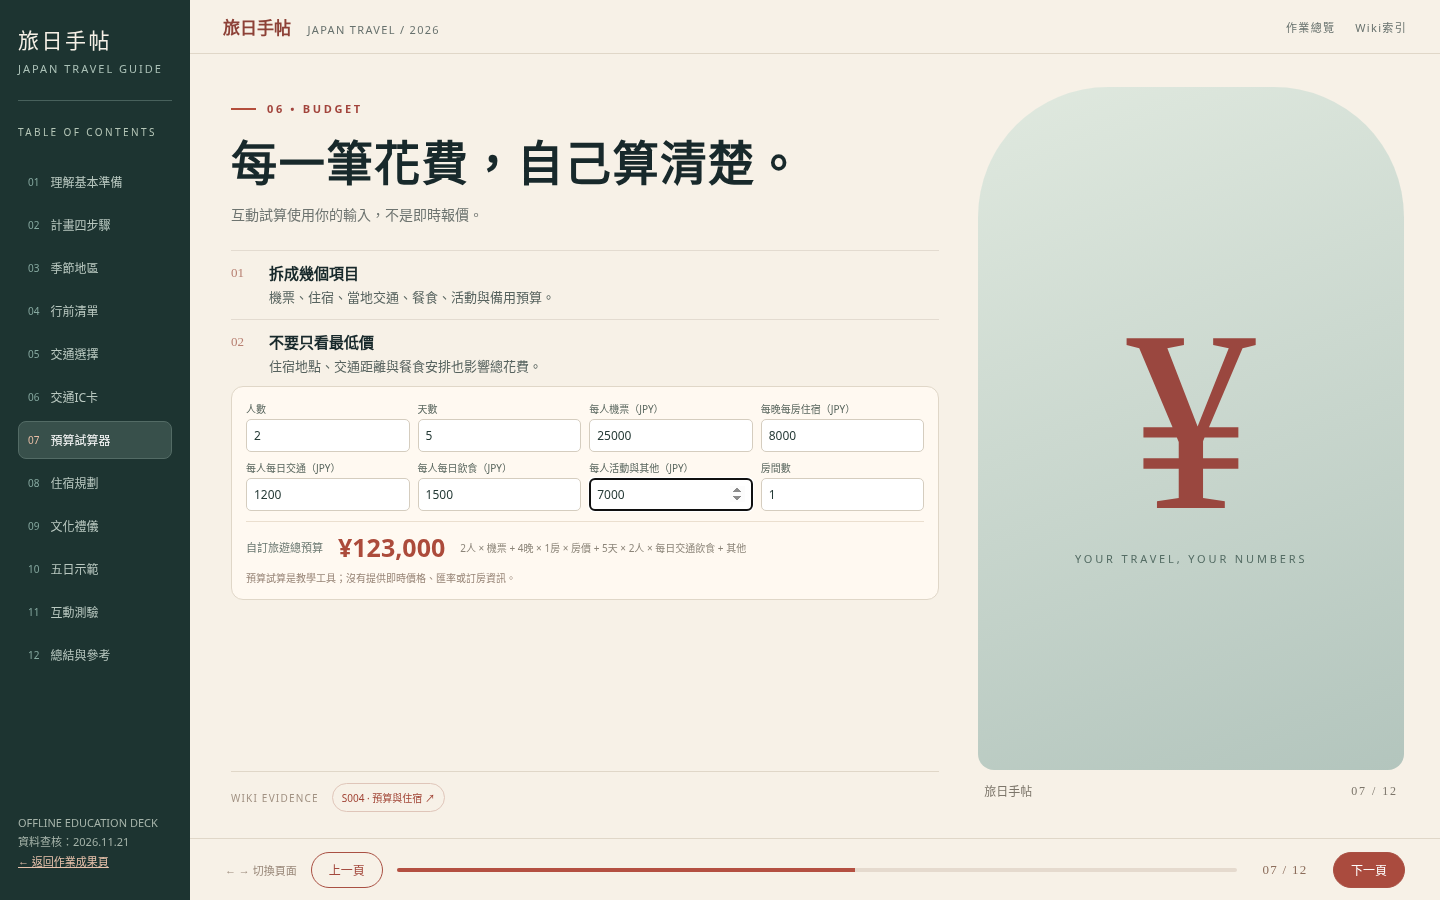 旅日手帖
JAPAN TRAVEL GUIDE
TABLE OF CONTENTS
01 理解基本準備
02 計畫四步驟
03 季節地區
04 行前清單
05 交通選擇
06 交通IC卡
07 預算試算器
08 住宿規劃
09 文化禮儀
10 五日示範
11 互動測驗
12 總結與參考
OFFLINE EDUCATION DECK
資料查核：2026.11.21
← 返回作業成果頁
旅日手帖 JAPAN TRAVEL / 2026
作業總覽 Wiki索引
06 • BUDGET
每一筆花費，自己算清楚。
互動試算使用你的輸入，不是即時報價。
01 拆成幾個項目
機票、住宿、當地交通、餐食、活動與備用預算。
02 不要只看最低價
住宿地點、交通距離與餐食安排也影響總花費。
人數 天數 每人機票（JPY） 每晚每房住宿（JPY）
2 5 25000 8000
每人每日交通（JPY） 每人每日飲食（JPY） 每人活動與其他（JPY） 房間數
1200 1500 7000 1
自訂旅遊總預算 ¥123,000 2人 × 機票 + 4晚 × 1房 × 房價 + 5天 × 2人 × 每日交通飲食 + 其他
預算試算是教學工具；沒有提供即時價格、匯率或訂房資訊。
WIKI EVIDENCE S004 · 預算與住宿 ↗
¥
YOUR TRAVEL, YOUR NUMBERS
旅日手帖 07 / 12
← → 切換頁面 上一頁 07 / 12 下一頁